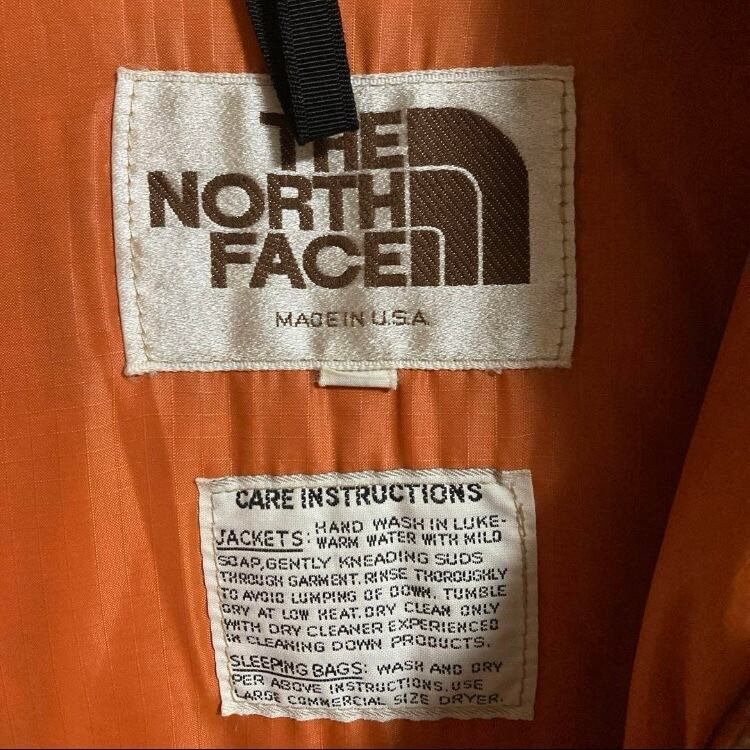 THE
NORTH
FACE
MADE IN U.S.A.
CARE INSTRUCTIONS
JACKETS: HAND WASH IN LUKE-
WARM WATER WITH MILD
SOAP, GENTLY KNEADING SUDS
THROUGH GARMENT. RINSE THOROUGHLY
TO AVOID LUMPING OF DOWN. TUMBLE
DRY AT LOW HEAT. DRY CLEAN ONLY
WITH DRY CLEANER EXPERIENCED
IN CLEANING DOWN PRODUCTS.
SLEEPING BAGS: WASH AND DRY
PER ABOVE INSTRUCTIONS. USE
LARGE COMMERCIAL SIZE DRYER.